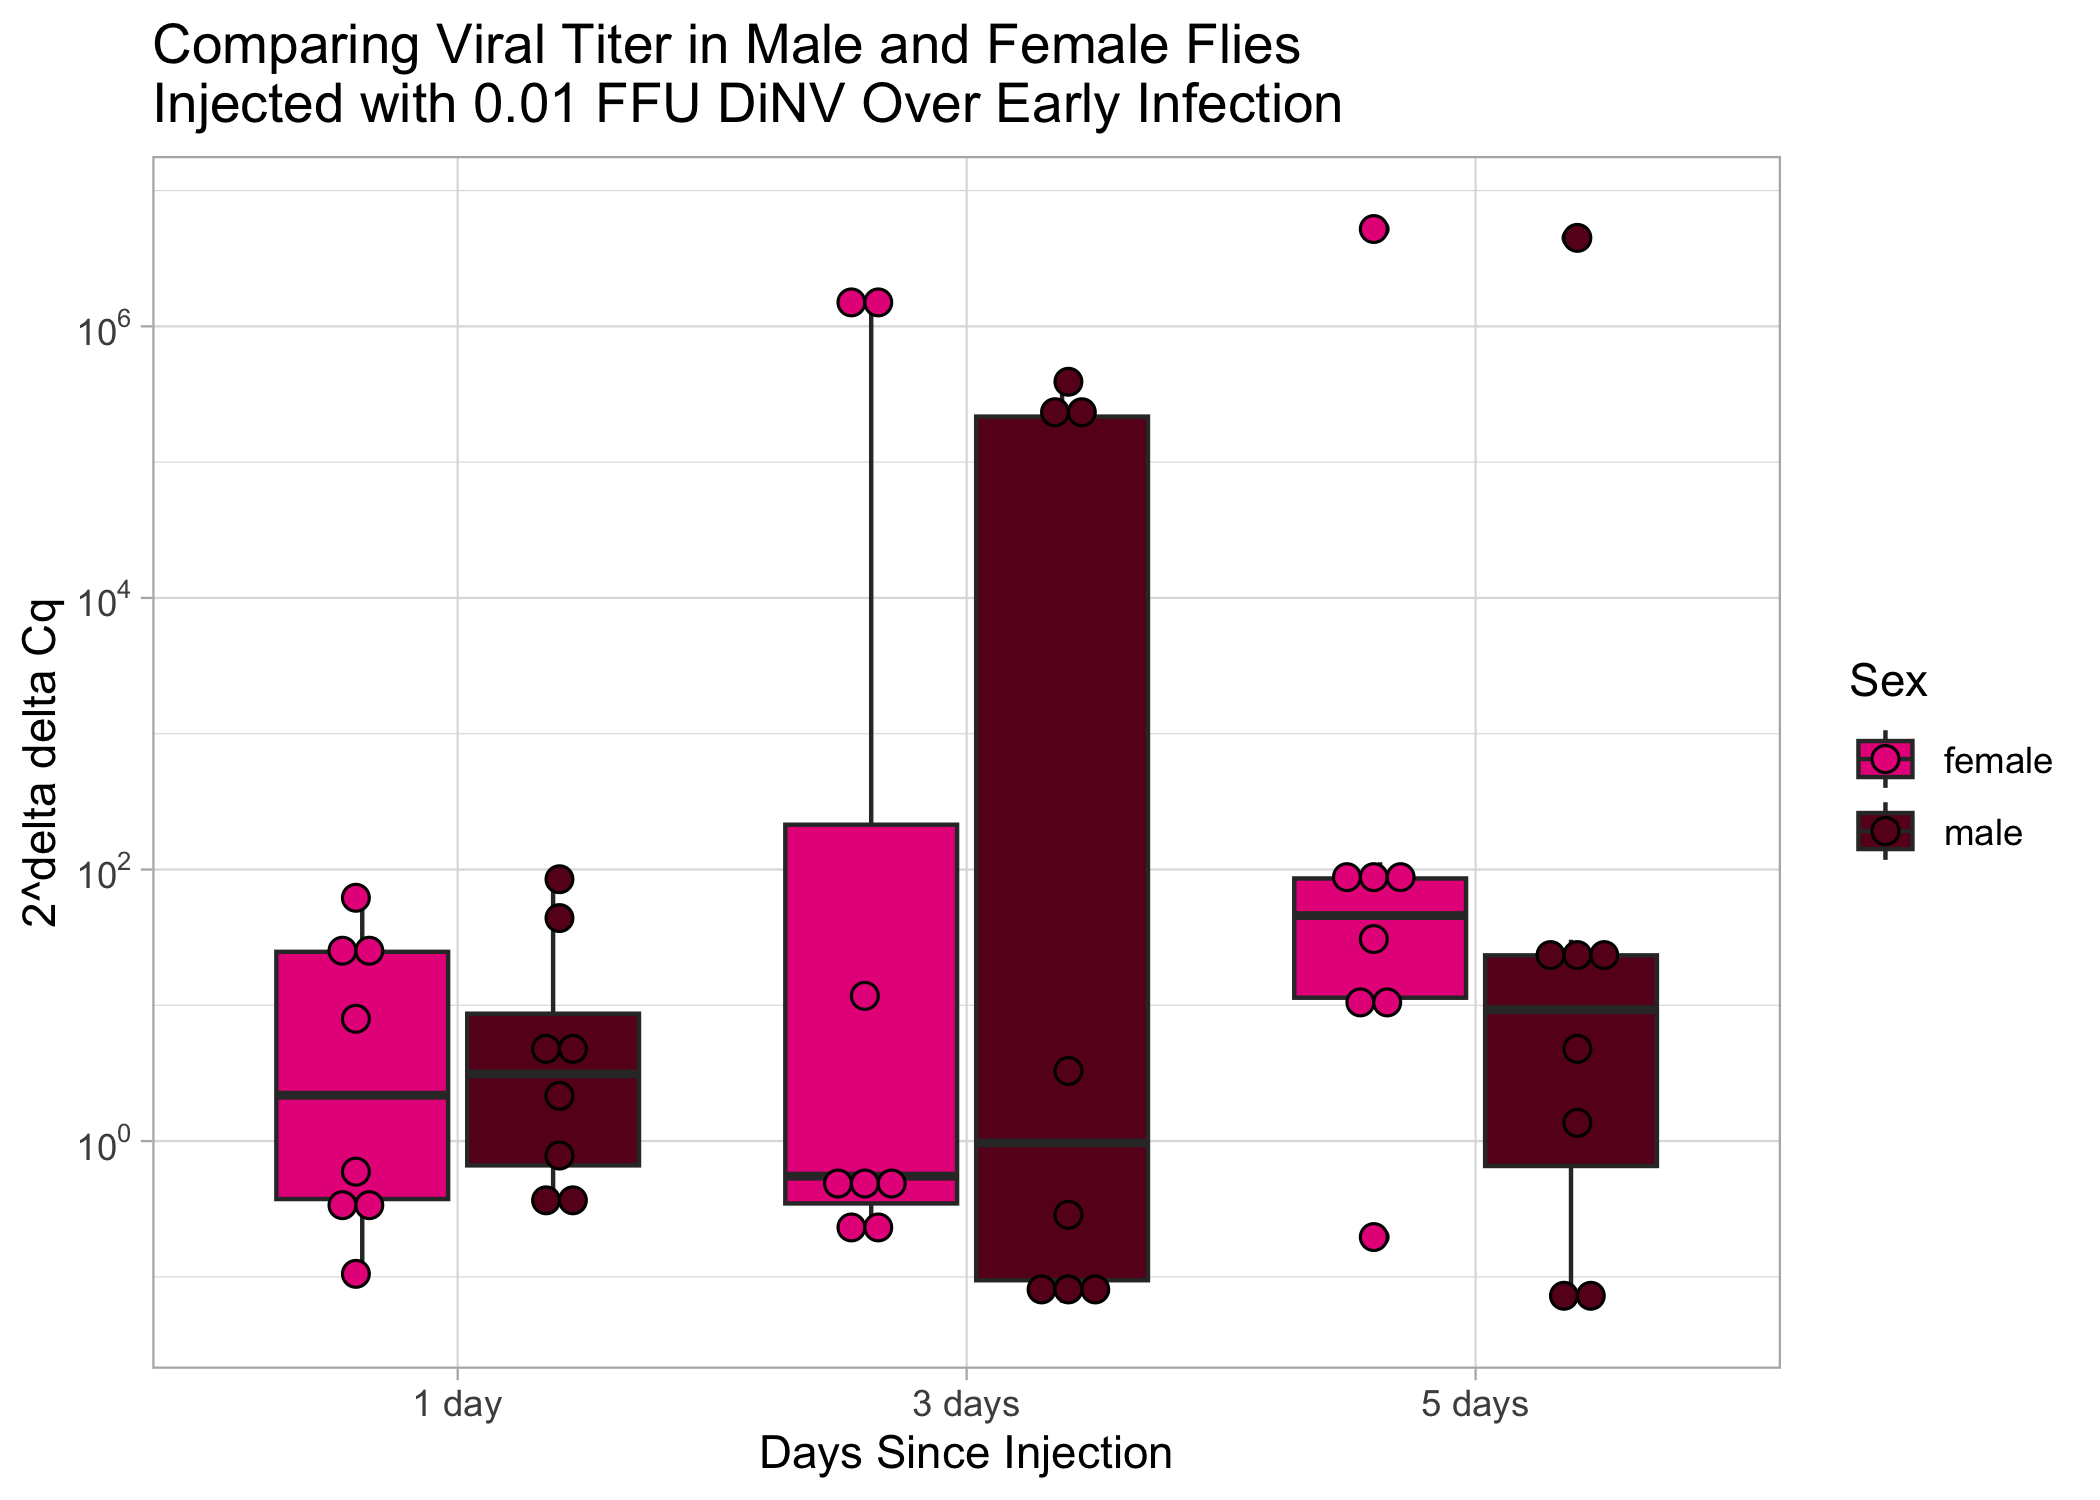 Comparing Viral Titer in Male and Female Flies
Injected with 0.01 FFU DiNV Over Early Infection
2^delta delta Cq
10^6
10^4
10^2
10^0
1 day
3 days
5 days
Days Since Injection
Sex
female
male